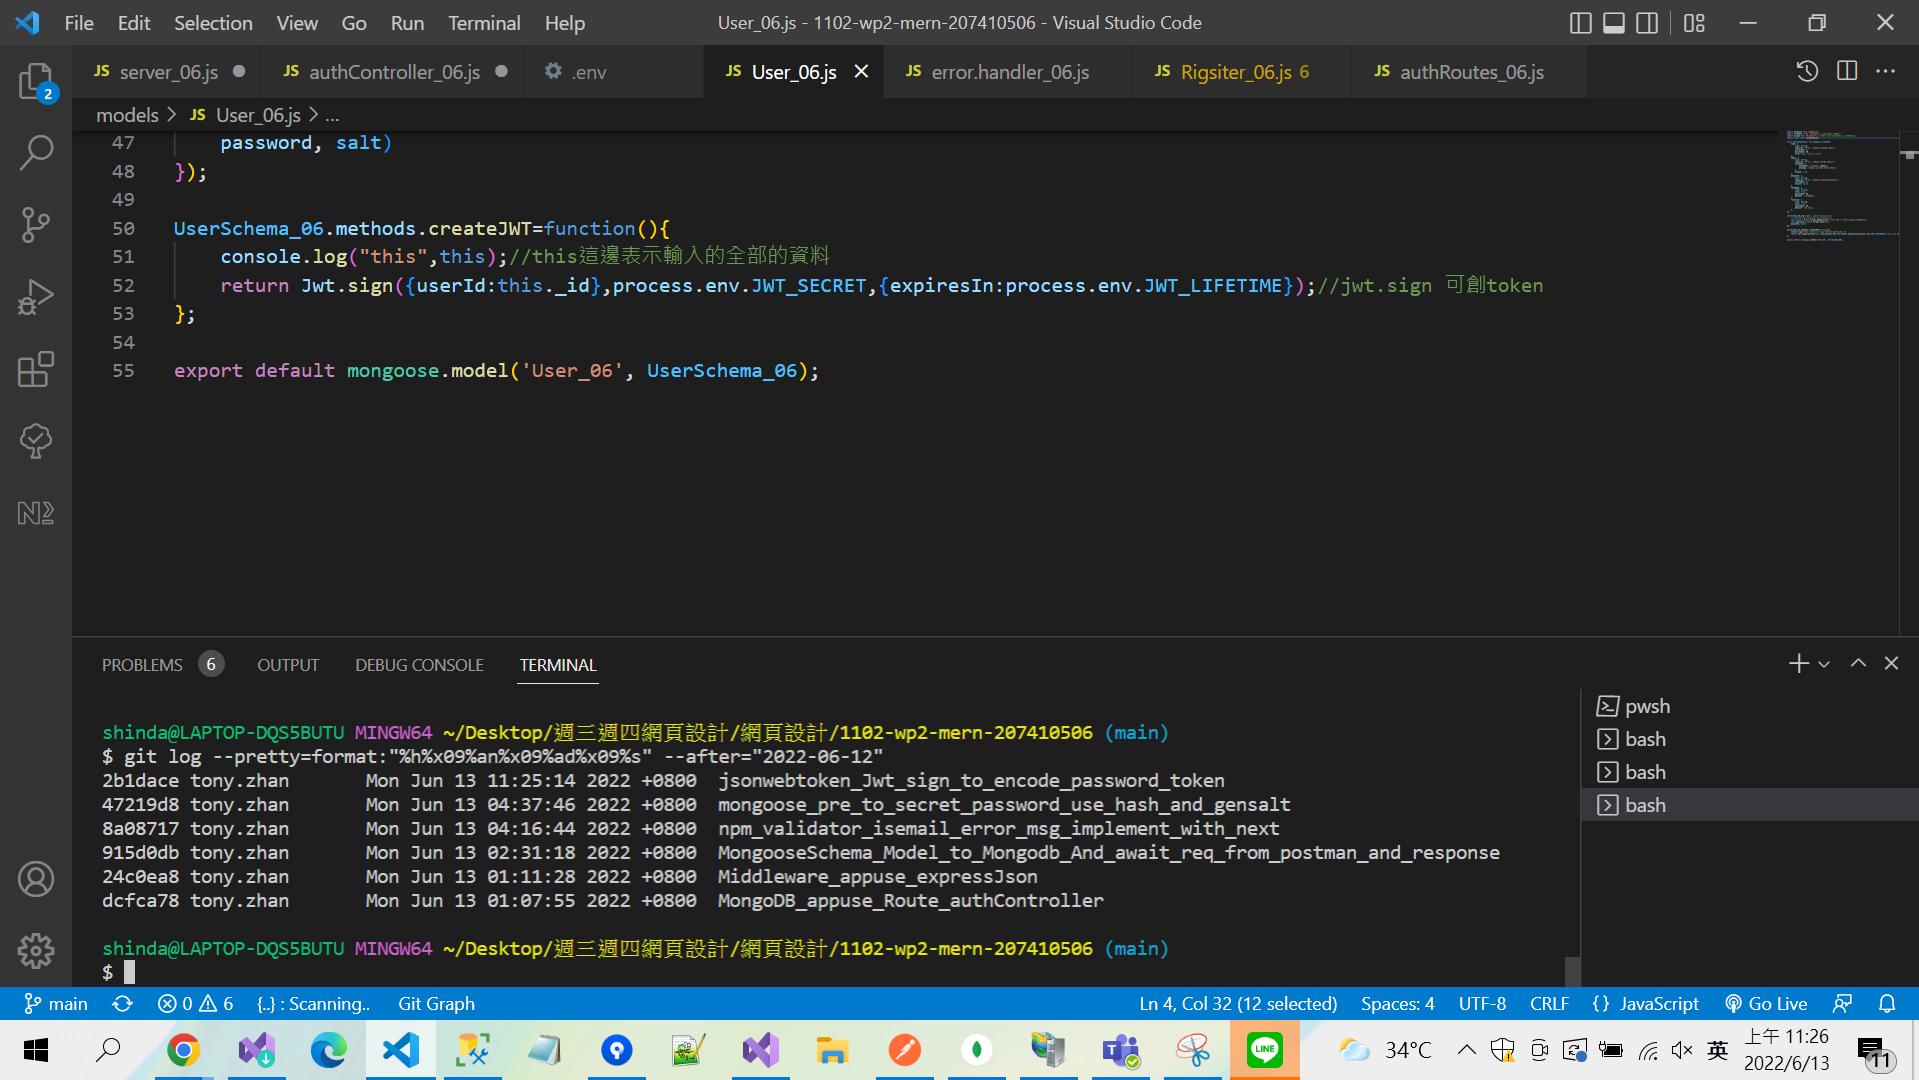 File Edit Selection View Go Run Terminal Help
User_06.js - 1102-wp2-mern-207410506 - Visual Studio Code
JS server_06.js
JS authController_06.js
.env
JS User_06.js
JS error.handler_06.js
JS Rigsiter_06.js 6
JS authRoutes_06.js
2
models > JS User_06.js > ...
47 password, salt)
48 });
49
50 UserSchema_06.methods.createJWT=function(){
51 console.log("this",this);//this這邊表示輸入的全部的資料
52 return Jwt.sign({userId:this._id},process.env.JWT_SECRET,{expiresIn:process.env.JWT_LIFETIME});//jwt.sign 可創token
53 };
54
55 export default mongoose.model('User_06', UserSchema_06);
PROBLEMS 6 OUTPUT DEBUG CONSOLE TERMINAL
shinda@LAPTOP-DQS5BUTU MINGW64 ~/Desktop/週三週四網頁設計/網頁設計/1102-wp2-mern-207410506 (main)
$ git log --pretty=format:"%h%x09%an%x09%ad%x09%s" --after="2022-06-12"
2b1dace tony.zhan Mon Jun 13 11:25:14 2022 +0800 jsonwebtoken_Jwt_sign_to_encode_password_token
47219d8 tony.zhan Mon Jun 13 04:37:46 2022 +0800 mongoose_pre_to_secret_password_use_hash_and_gensalt
8a08717 tony.zhan Mon Jun 13 04:16:44 2022 +0800 npm_validator_isemail_error_msg_implement_with_next
915d0db tony.zhan Mon Jun 13 02:31:18 2022 +0800 MongooseSchema_Model_to_Mongodb_And_await_req_from_postman_and_response
24c0ea8 tony.zhan Mon Jun 13 01:11:28 2022 +0800 Middleware_appuse_expressJson
dcfca78 tony.zhan Mon Jun 13 01:07:55 2022 +0800 MongoDB_appuse_Route_authController
shinda@LAPTOP-DQS5BUTU MINGW64 ~/Desktop/週三週四網頁設計/網頁設計/1102-wp2-mern-207410506 (main)
$
pwsh
bash
bash
bash
main 0 6 {..} : Scanning.. Git Graph
Ln 4, Col 32 (12 selected) Spaces: 4 UTF-8 CRLF {} JavaScript Go Live
LINE
34°C
英
上午 11:26
2022/6/13
11